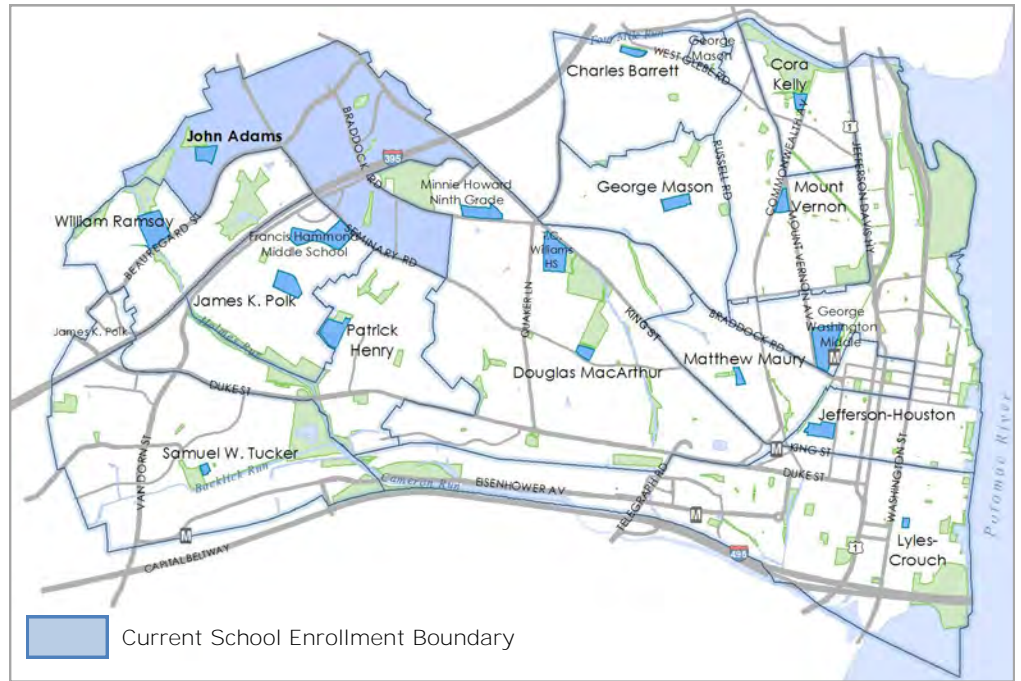 Four Mile Run
George
Mason
WEST GLEBE RD
Charles Barrett
Cora
Kelly
COMMONWEALTH AV
1
JEFFERSON DAVIS HY
John Adams
BRADDOCK RD
395
Minnie Howard
Ninth Grade
George Mason
RUSSELL RD
Mount
Vernon
MOUNT VERNON AV
William Ramsay
BEAUREGARD ST
Francis Hammond
Middle School
SEMINARY RD
T.C.
Williams
HS
James K. Polk
James K. Polk
Holmes Run
Patrick
Henry
QUAKER LN
KING ST
BRADDOCK RD
George
Washington
Middle
M
Douglas MacArthur
Matthew Maury
DUKE ST
Jefferson-Houston
M
KING ST
DUKE ST
WASHINGTON ST
Potomac River
VAN DORN ST
Samuel W. Tucker
Backlick Run
Cameron Run
EISENHOWER AV
TELEGRAPH RD
M
M
CAPITAL BELTWAY
495
1
Lyles-
Crouch
Current School Enrollment Boundary